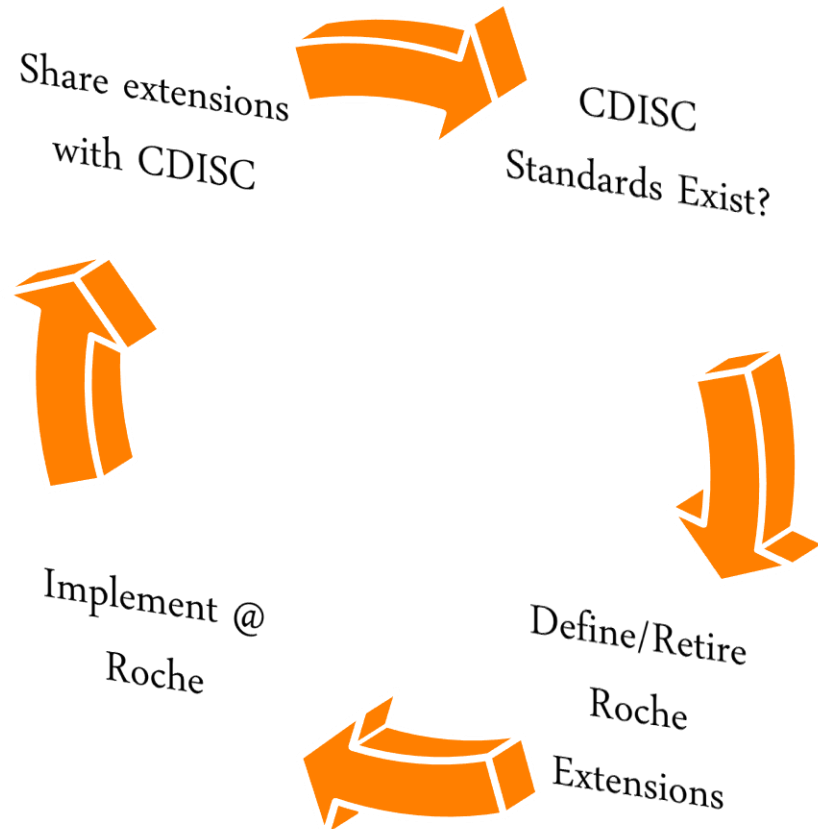 Share extensions
with CDISC
CDISC
Standards Exist?
Define/Retire
Roche
Extensions
Implement @
Roche